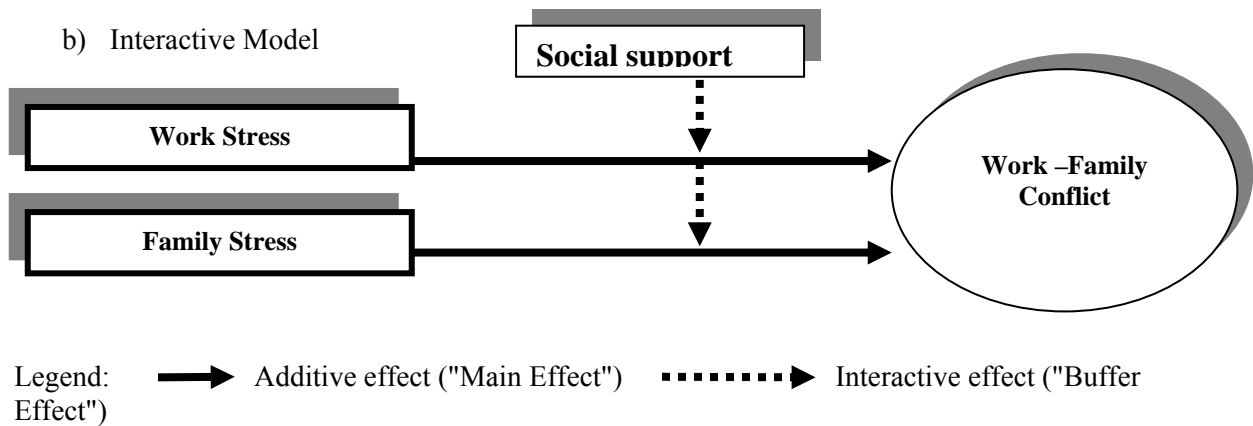 b) Interactive Model
Social support
Work Stress
Work –Family
Conflict
Family Stress
Legend: Additive effect ("Main Effect") Interactive effect ("Buffer
Effect")